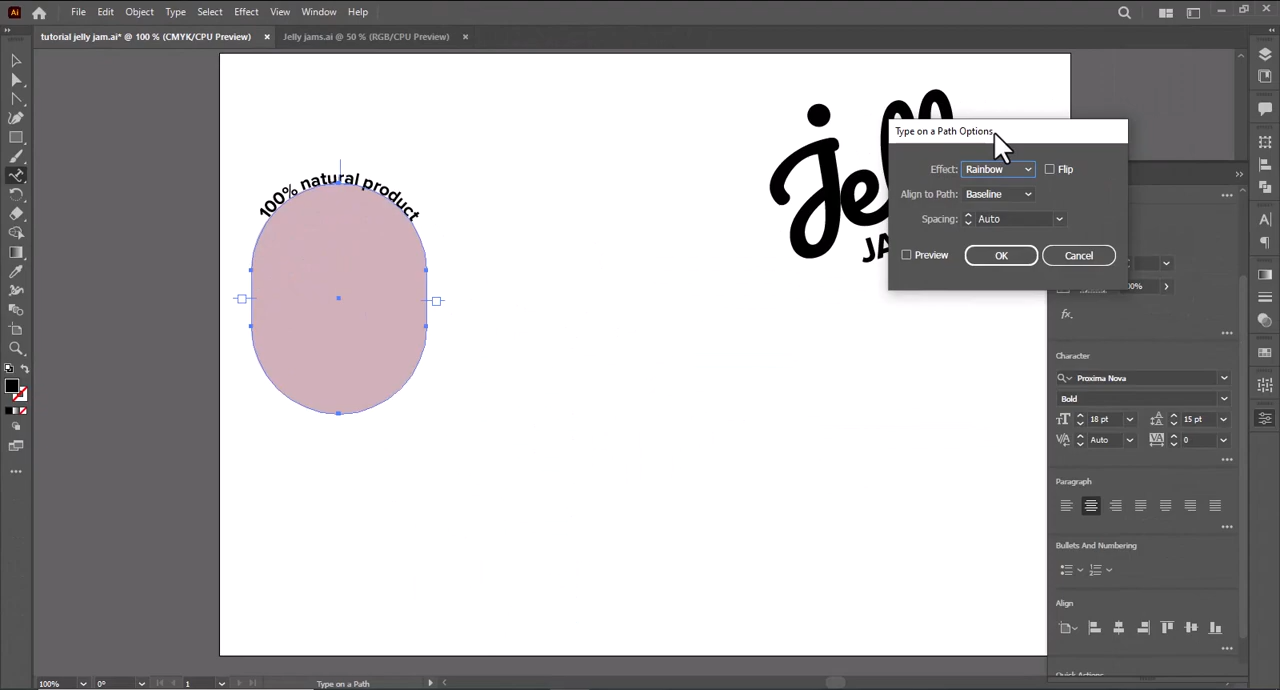 Ai File Edit Object Type Select Effect View Window Help
tutorial jelly jam.ai* @ 100 % (CMYK/CPU Preview) × Jelly jams.ai @ 50 % (RGB/CPU Preview) ×
Type on a Path Options
Effect: Rainbow Flip
Align to Path: Baseline
Spacing: Auto
Preview OK Cancel
100% natural product
00%
fx.
Character
Proxima Nova
Bold
18 pt 15 pt
Auto 0
Paragraph
Bullets And Numbering
Align
100% 0° 1 Type on a Path